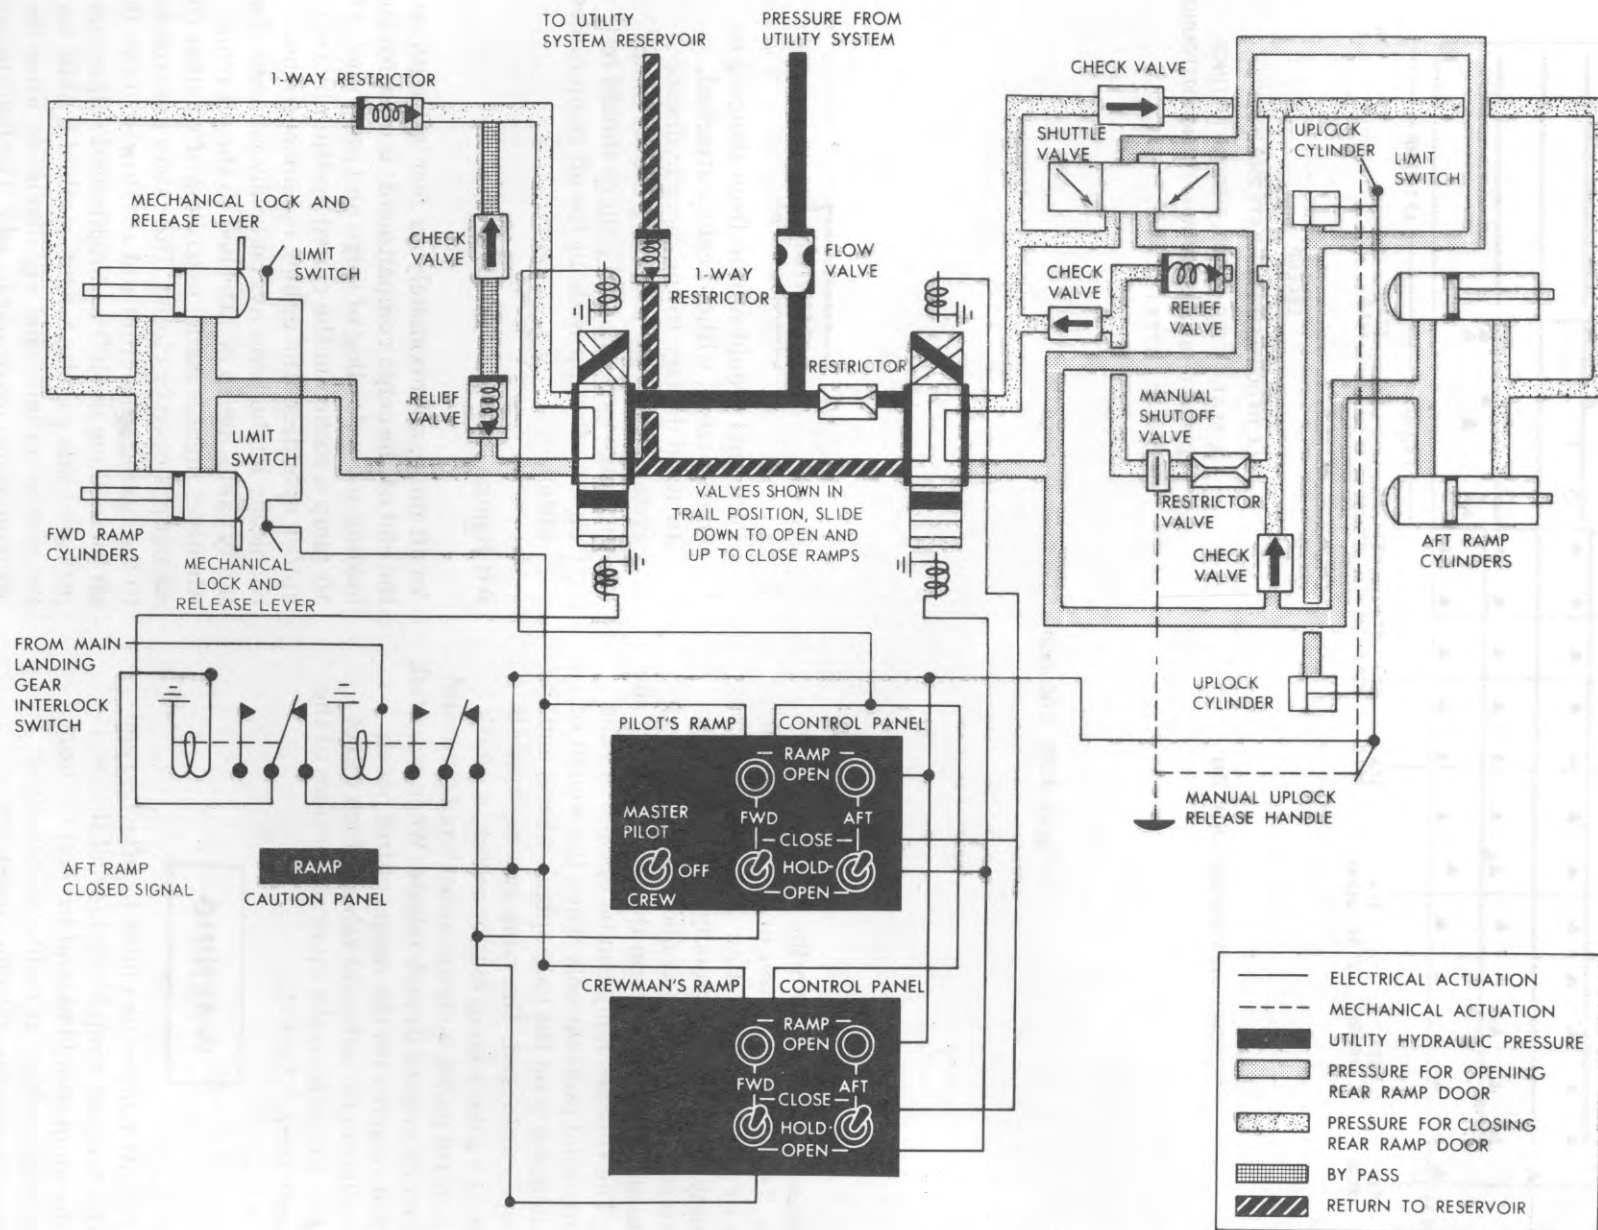 TO UTILITY
SYSTEM RESERVOIR
PRESSURE FROM
UTILITY SYSTEM
1-WAY RESTRICTOR
CHECK VALVE
SHUTTLE
VALVE
UPLOCK
CYLINDER
LIMIT
SWITCH
MECHANICAL LOCK AND
RELEASE LEVER
LIMIT
SWITCH
CHECK
VALVE
1-WAY
RESTRICTOR
FLOW
VALVE
CHECK
VALVE
RELIEF
VALVE
RESTRICTOR
RELIEF
VALVE
MANUAL
SHUTOFF
VALVE
LIMIT
SWITCH
RESTRICTOR
VALVE
VALVES SHOWN IN
TRAIL POSITION, SLIDE
DOWN TO OPEN AND
UP TO CLOSE RAMPS
FWD RAMP
CYLINDERS
MECHANICAL
LOCK AND
RELEASE LEVER
CHECK
VALVE
AFT RAMP
CYLINDERS
FROM MAIN
LANDING
GEAR
INTERLOCK
SWITCH
UPLOCK
CYLINDER
PILOT'S RAMP CONTROL PANEL
RAMP
OPEN
MASTER
PILOT
FWD
AFT
CLOSE
OFF
HOLD
CREW
OPEN
MANUAL UPLOCK
RELEASE HANDLE
AFT RAMP
CLOSED SIGNAL
RAMP
CAUTION PANEL
CREWMAN'S RAMP CONTROL PANEL
RAMP
OPEN
FWD
AFT
CLOSE
HOLD
OPEN
ELECTRICAL ACTUATION
MECHANICAL ACTUATION
UTILITY HYDRAULIC PRESSURE
PRESSURE FOR OPENING
REAR RAMP DOOR
PRESSURE FOR CLOSING
REAR RAMP DOOR
BY PASS
RETURN TO RESERVOIR